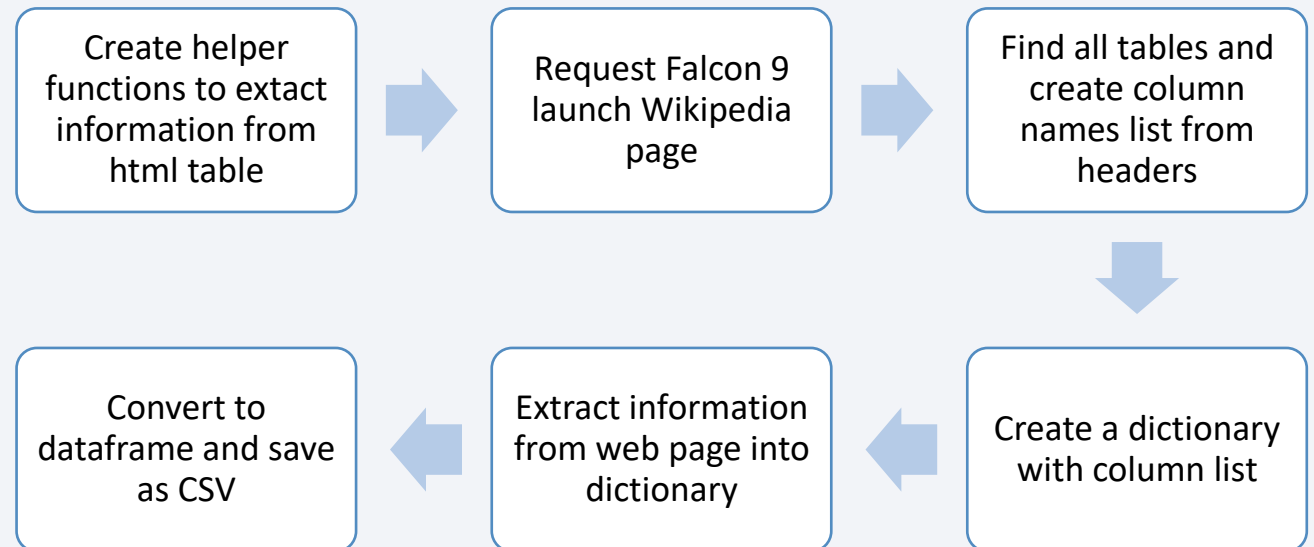 Create helper
functions to extact
information from
html table
Request Falcon 9
launch Wikipedia
page
Find all tables and
create column
names list from
headers
Create a dictionary
with column list
Extract information
from web page into
dictionary
Convert to
dataframe and save
as CSV